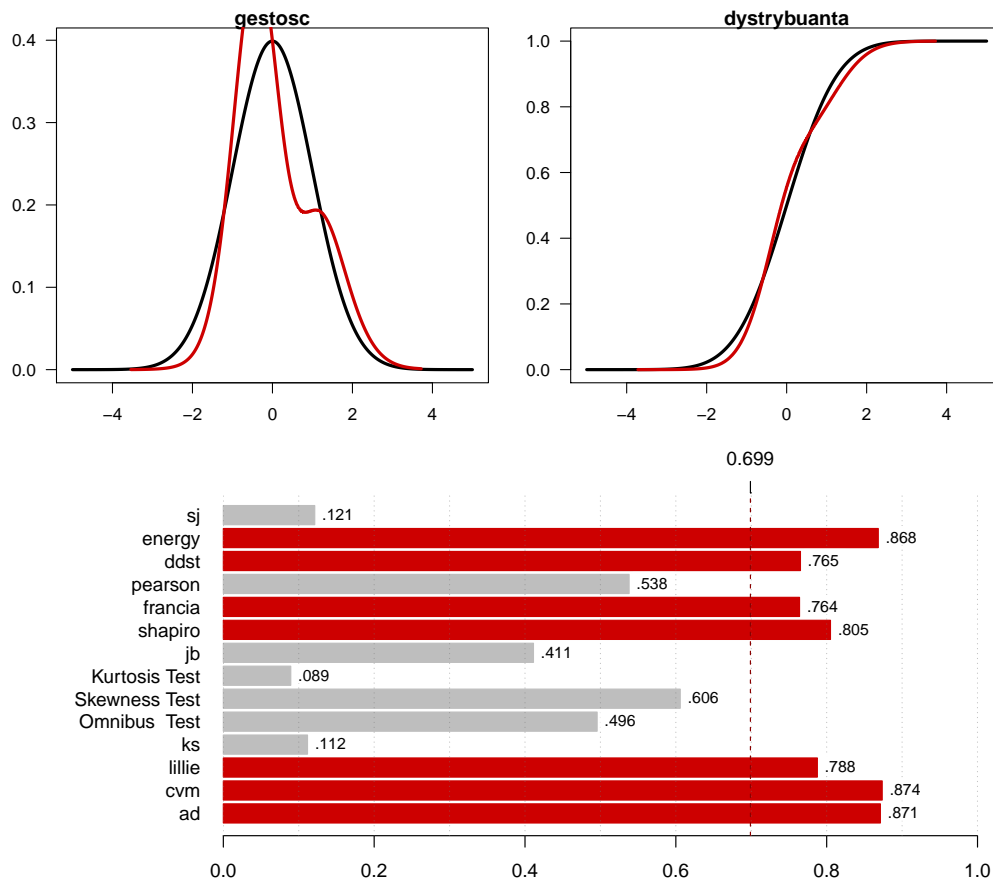 gestosc
dystrybuanta
0.4
0.3
0.2
0.1
0.0
−4 −2 0 2 4
1.0
0.8
0.6
0.4
0.2
0.0
−4 −2 0 2 4
0.699
sj .121
energy .868
ddst .765
pearson .538
francia .764
shapiro .805
jb .411
Kurtosis Test .089
Skewness Test .606
Omnibus  Test .496
ks .112
lillie .788
cvm .874
ad .871
0.0 0.2 0.4 0.6 0.8 1.0